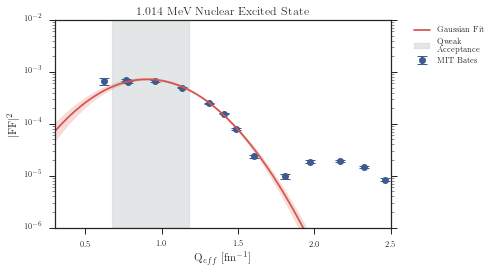 1.014 MeV Nuclear Excited State
|FF|²
10⁻²
10⁻³
10⁻⁴
10⁻⁵
10⁻⁶
0.5 1.0 1.5 2.0 2.5
Q_eff [fm⁻¹]
Gaussian Fit
Qweak
Acceptance
MIT Bates